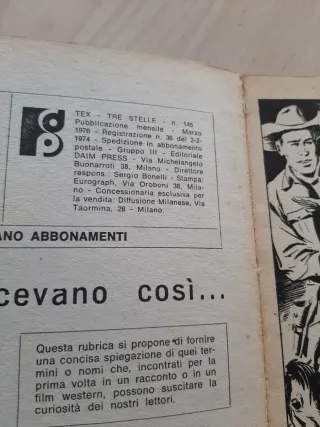 dp
TEX - TRE STELLE - n. 145
Pubblicazione mensile - Marzo
1976 - Registrazione n. 36 del 2-2-
1974 - Spedizione in abbonamento
postale - Gruppo III - Editoriale
DAIM PRESS - Via Michelangelo
Buonarroti 38, Milano - Direttore
respons.: Sergio Bonelli - Stampa:
Eurograph, Via Oroboni 38, Mila-
no - Concessionaria esclusiva per
la vendita: Diffusione Milanese, Via
Taormina, 28 - Milano.
ANO ABBONAMENTI
cevano così...
Questa rubrica si propone di fornire
una concisa spiegazione di quei ter-
mini o nomi che, incontrati per la
prima volta in un racconto o in un
film western, possono suscitare la
curiosità dei nostri lettori.